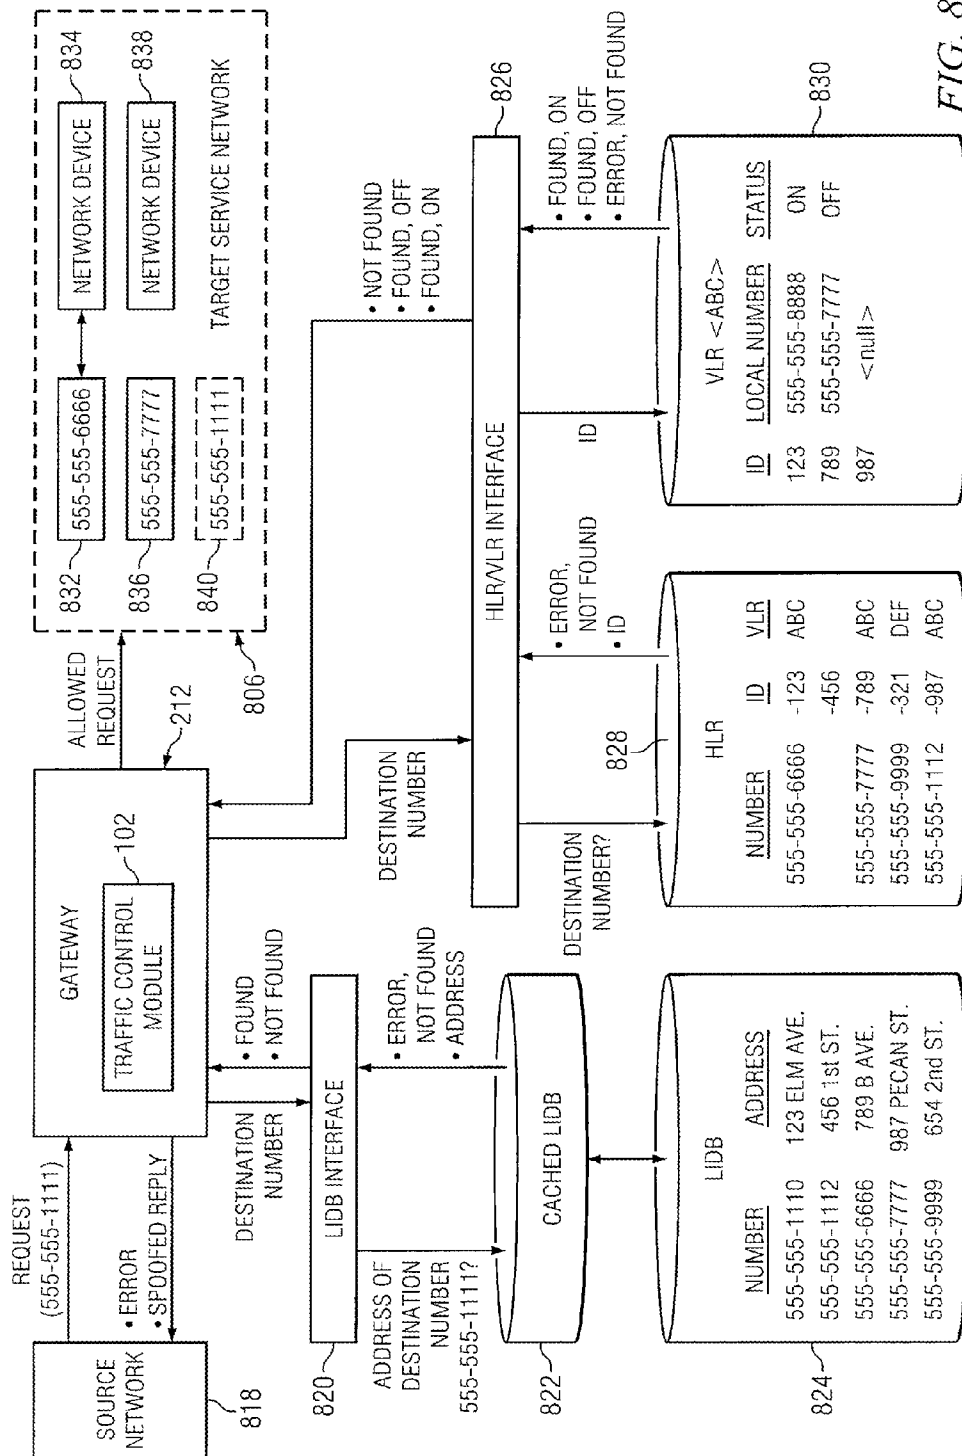 SOURCE
NETWORK
818
REQUEST
(555-555-1111)
• ERROR
• SPOOFED REPLY
GATEWAY
TRAFFIC CONTROL
MODULE
102
212
ALLOWED
REQUEST
806
832
555-555-6666
NETWORK DEVICE
834
836
555-555-7777
NETWORK DEVICE
838
840
555-555-1111
TARGET SERVICE NETWORK
DESTINATION
NUMBER
• FOUND
• NOT FOUND
LIDB INTERFACE
820
ADDRESS OF
DESTINATION
NUMBER
555-555-1111?
• ERROR,
NOT FOUND
• ADDRESS
CACHED LIDB
822
LIDB
NUMBER ADDRESS
555-555-1110 123 ELM AVE.
555-555-1112 456 1st ST.
555-555-6666 789 B AVE.
555-555-7777 987 PECAN ST.
555-555-9999 654 2nd ST.
824
DESTINATION
NUMBER
• NOT FOUND
• FOUND, OFF
• FOUND, ON
HLR/VLR INTERFACE
826
DESTINATION
NUMBER?
• ERROR,
NOT FOUND
• ID
828
HLR
NUMBER ID VLR
555-555-6666 -123 ABC
-456
555-555-7777 -789 ABC
555-555-9999 -321 DEF
555-555-1112 -987 ABC
ID
• FOUND, ON
• FOUND, OFF
• ERROR, NOT FOUND
VLR <ABC>
ID LOCAL NUMBER STATUS
123 555-555-8888 ON
789 555-555-7777 OFF
987 <null>
830
FIG. 8